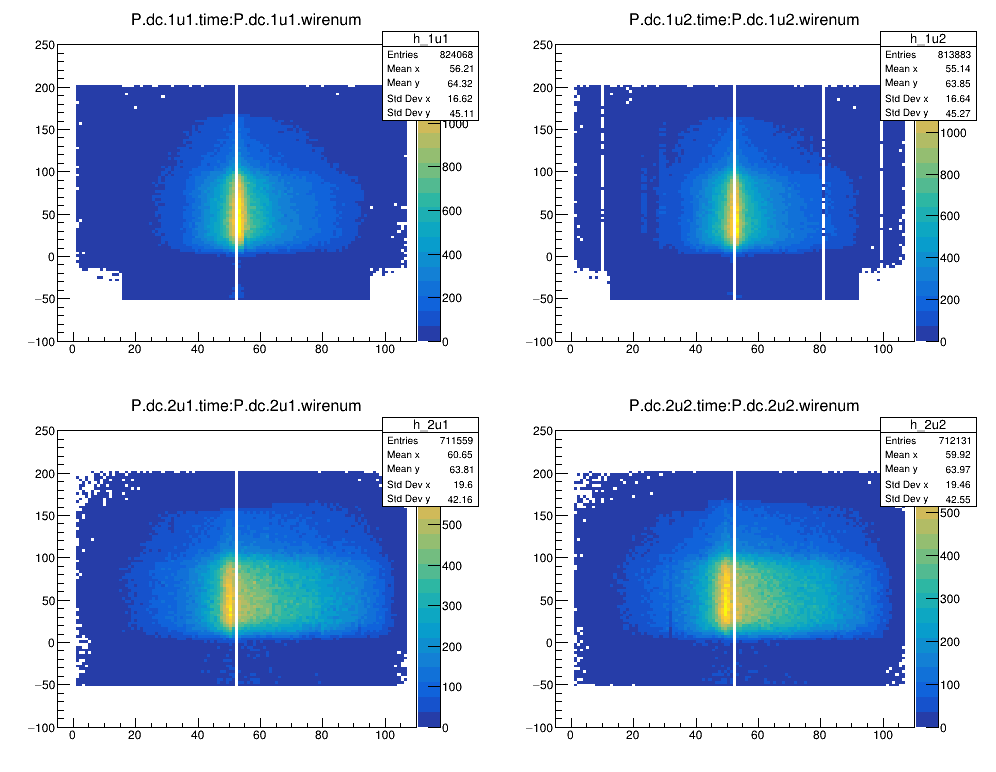 P.dc.1u1.time:P.dc.1u1.wirenum
h_1u1
Entries 824068
Mean x 56.21
Mean y 64.32
Std Dev x 16.62
Std Dev y 45.11
250
200
150
100
50
0
−50
−100
0 20 40 60 80 100
1000
800
600
400
200
0
P.dc.1u2.time:P.dc.1u2.wirenum
h_1u2
Entries 813883
Mean x 55.14
Mean y 63.85
Std Dev x 16.64
Std Dev y 45.27
250
200
150
100
50
0
−50
−100
0 20 40 60 80 100
1000
800
600
400
200
0
P.dc.2u1.time:P.dc.2u1.wirenum
h_2u1
Entries 711559
Mean x 60.65
Mean y 63.81
Std Dev x 19.6
Std Dev y 42.16
250
200
150
100
50
0
−50
−100
0 20 40 60 80 100
500
400
300
200
100
0
P.dc.2u2.time:P.dc.2u2.wirenum
h_2u2
Entries 712131
Mean x 59.92
Mean y 63.97
Std Dev x 19.46
Std Dev y 42.55
250
200
150
100
50
0
−50
−100
0 20 40 60 80 100
500
400
300
200
100
0